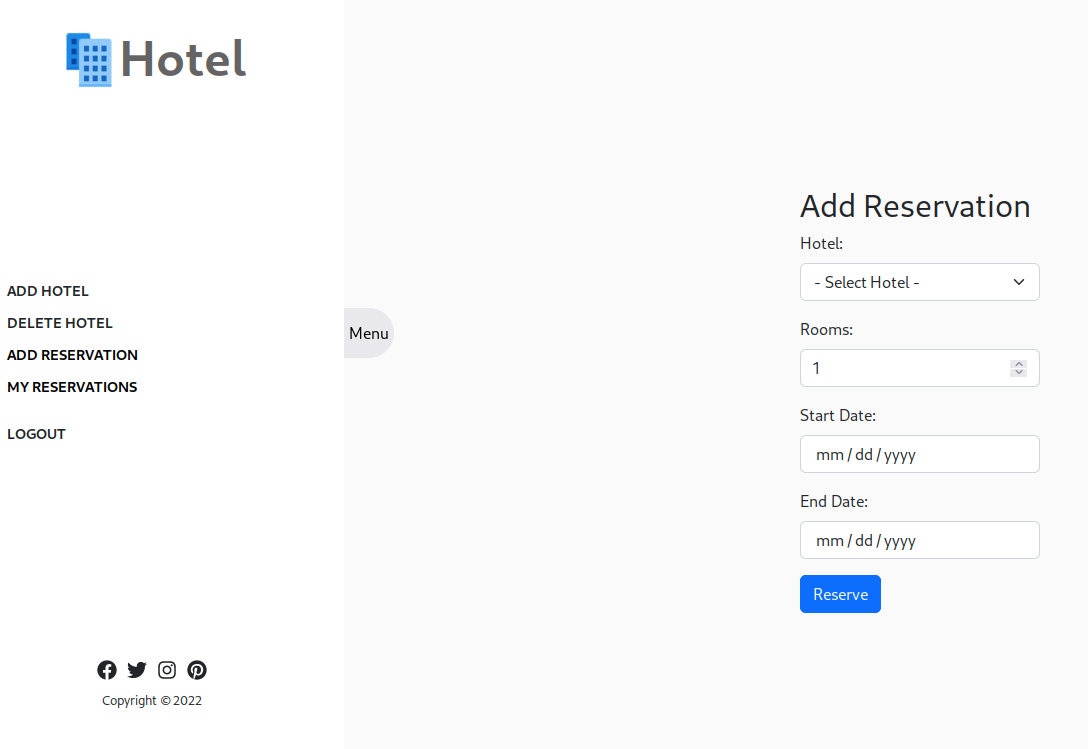 Hotel
ADD HOTEL
DELETE HOTEL
ADD RESERVATION
MY RESERVATIONS
LOGOUT
Copyright © 2022
Menu
Add Reservation
Hotel:
- Select Hotel -
Rooms:
1
Start Date:
mm / dd / yyyy
End Date:
mm / dd / yyyy
Reserve